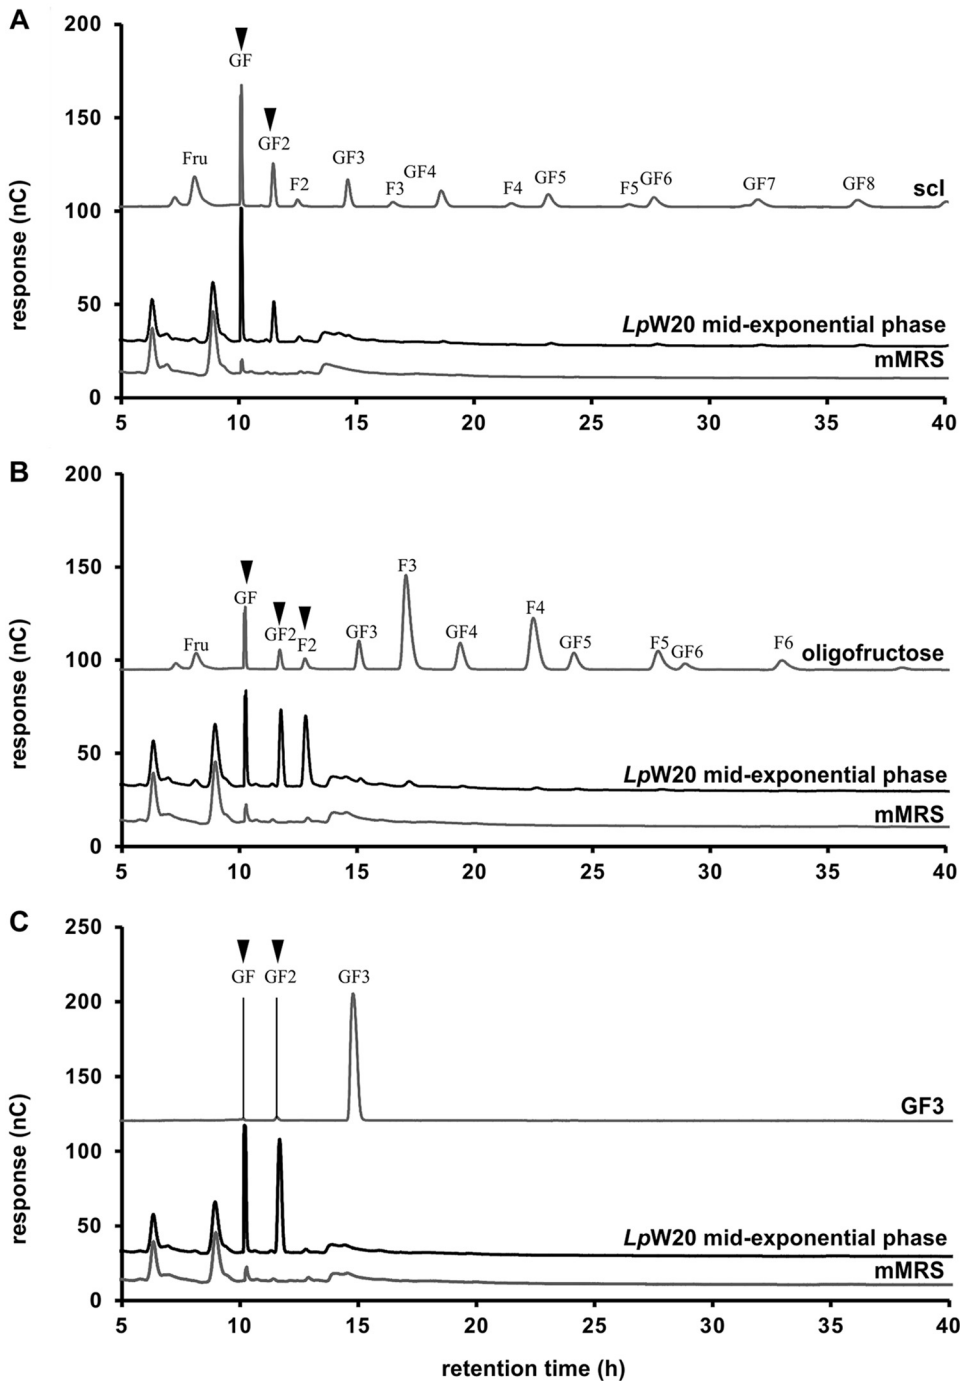 A
200
150
100
50
0
response (nC)
GF
GF2
Fru
F2
GF3
F3
GF4
F4
GF5
F5
GF6
GF7
GF8
scl
LpW20 mid-exponential phase
mMRS
5 10 15 20 25 30 35 40
B
200
150
100
50
0
response (nC)
GF
GF2
F2
Fru
GF3
F3
GF4
F4
GF5
F5
GF6
F6
oligofructose
LpW20 mid-exponential phase
mMRS
5 10 15 20 25 30 35 40
C
250
200
150
100
50
0
response (nC)
GF
GF2
GF3
GF3
LpW20 mid-exponential phase
mMRS
5 10 15 20 25 30 35 40
retention time (h)